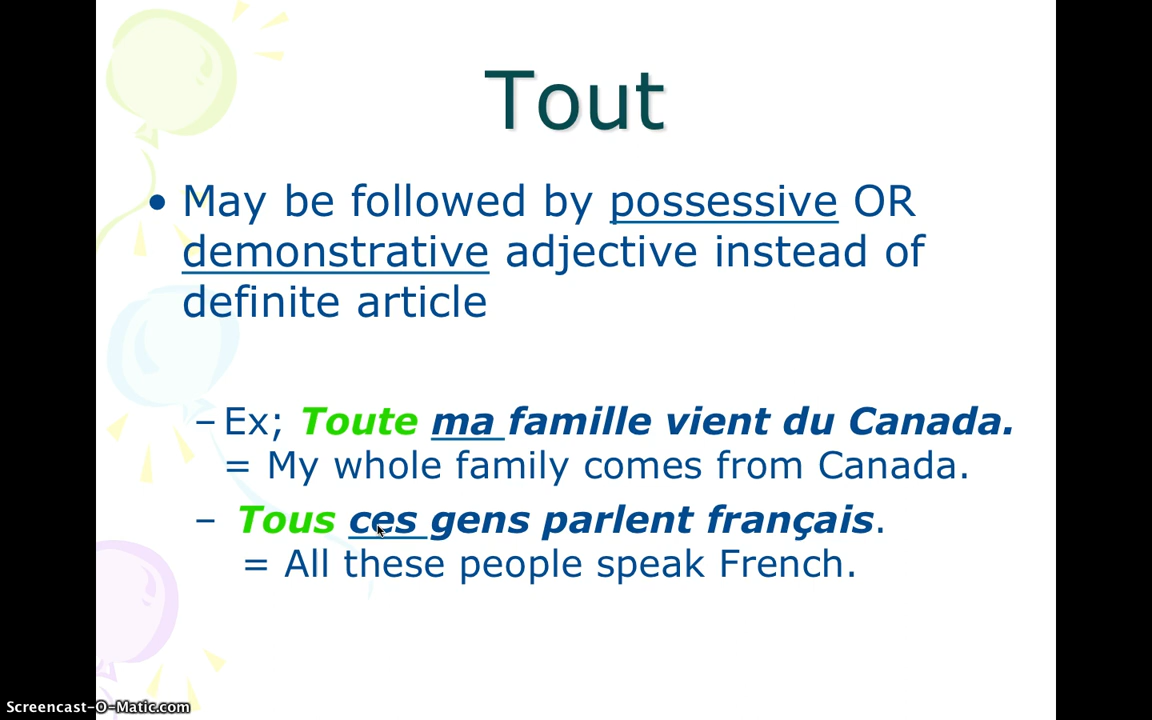 Tout
• May be followed by possessive OR
demonstrative adjective instead of
definite article
– Ex; Toute ma famille vient du Canada.
= My whole family comes from Canada.
– Tous ces gens parlent français.
= All these people speak French.
Screencast-O-Matic.com